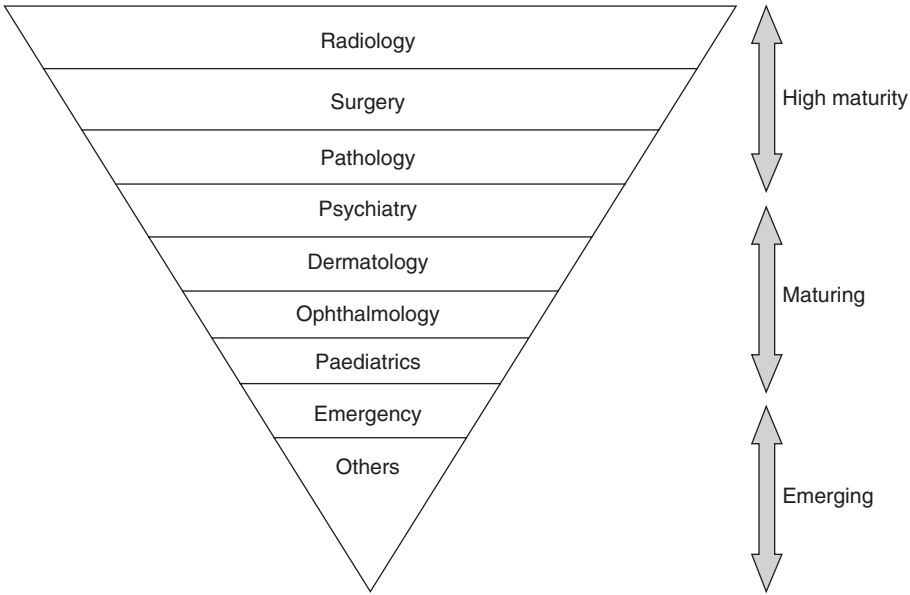 Radiology
Surgery
High maturity
Pathology
Psychiatry
Dermatology
Maturing
Ophthalmology
Paediatrics
Emergency
Others
Emerging